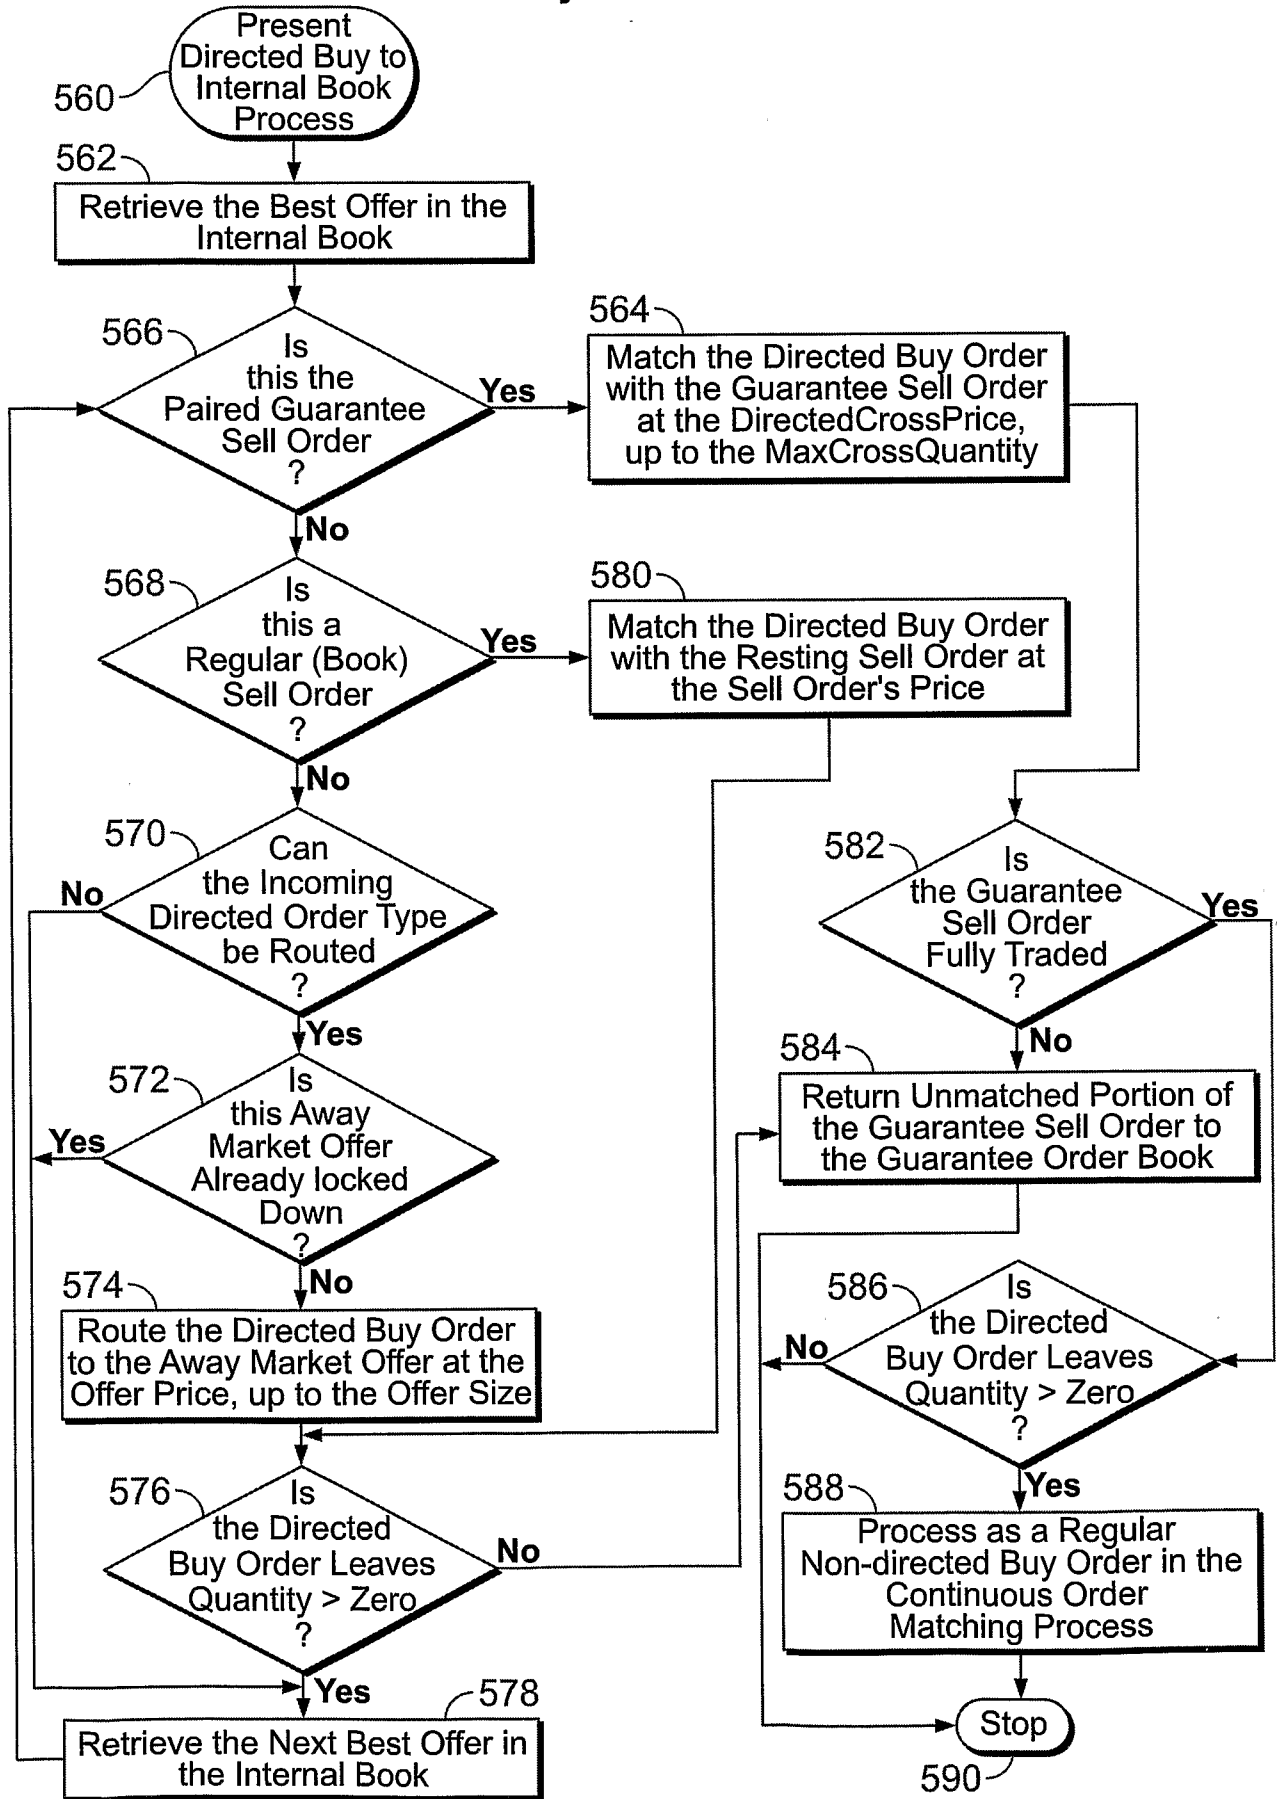 Present
Directed Buy to
Internal Book
Process
560
562
Retrieve the Best Offer in the
Internal Book
566
Is
this the
Paired Guarantee
Sell Order
?
Yes
No
564
Match the Directed Buy Order
with the Guarantee Sell Order
at the DirectedCrossPrice,
up to the MaxCrossQuantity
568
Is
this a
Regular (Book)
Sell Order
?
Yes
No
580
Match the Directed Buy Order
with the Resting Sell Order at
the Sell Order's Price
570
Can
the Incoming
Directed Order Type
be Routed
?
No
Yes
582
Is
the Guarantee
Sell Order
Fully Traded
?
Yes
No
572
Is
this Away
Market Offer
Already locked
Down
?
Yes
No
584
Return Unmatched Portion of
the Guarantee Sell Order to
the Guarantee Order Book
574
Route the Directed Buy Order
to the Away Market Offer at the
Offer Price, up to the Offer Size
586
Is
the Directed
Buy Order Leaves
Quantity > Zero
?
No
Yes
576
Is
the Directed
Buy Order Leaves
Quantity > Zero
?
No
Yes
588
Process as a Regular
Non-directed Buy Order in the
Continuous Order
Matching Process
578
Retrieve the Next Best Offer in
the Internal Book
Stop
590